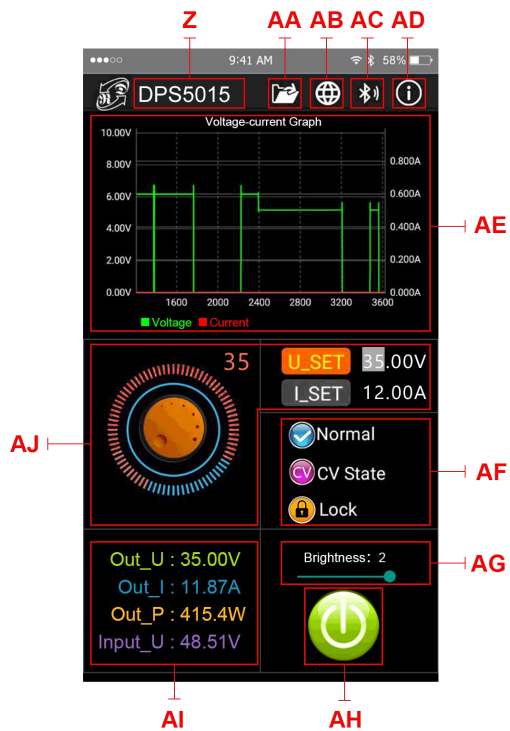 Z AA AB AC AD
9:41 AM 58%
DPS5015
Voltage-current Graph
10.00V
8.00V 0.800A
6.00V 0.600A
AE
4.00V 0.400A
2.00V 0.200A
0.00V 0.000A
1600 2000 2400 2800 3200 3600
Voltage Current
35
U_SET 35.00V
I_SET 12.00A
AJ
Normal
CV CV State
AF
Lock
Out_U : 35.00V
Out_I : 11.87A
Out_P : 415.4W
Input_U : 48.51V
Brightness: 2
AG
AI
AH